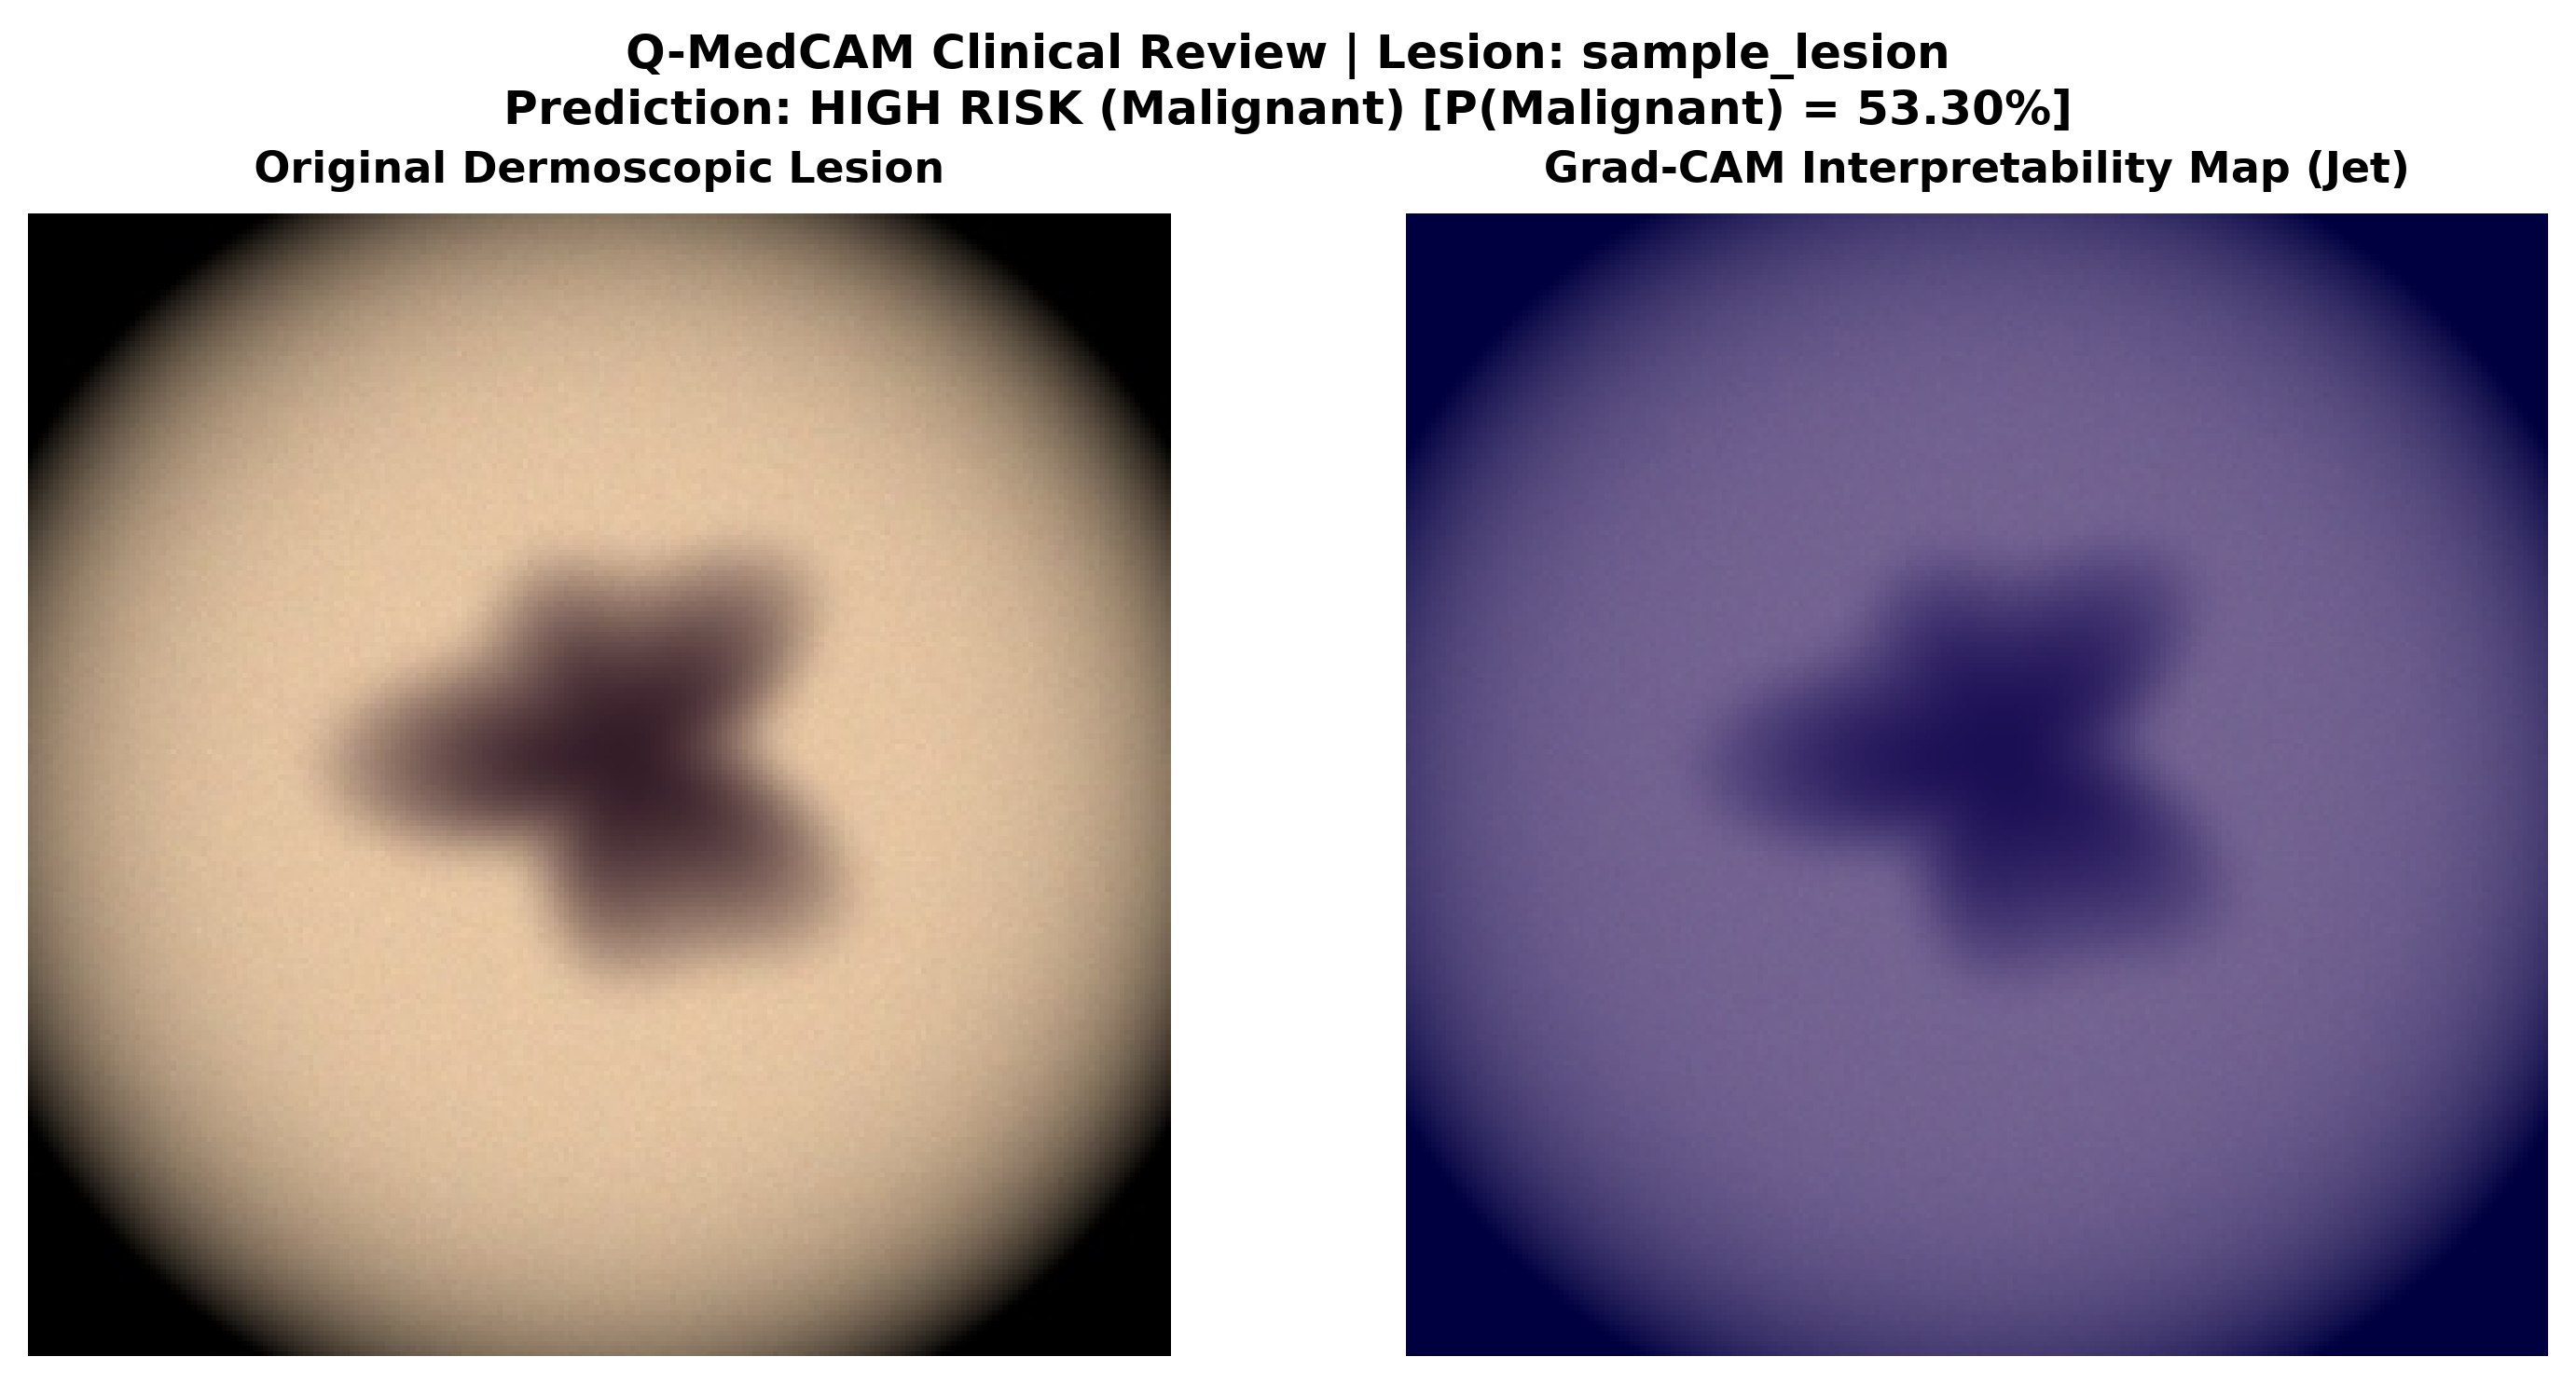 Q-MedCAM Clinical Review | Lesion: sample_lesion
Prediction: HIGH RISK (Malignant) [P(Malignant) = 53.30%]
Original Dermoscopic Lesion
Grad-CAM Interpretability Map (Jet)